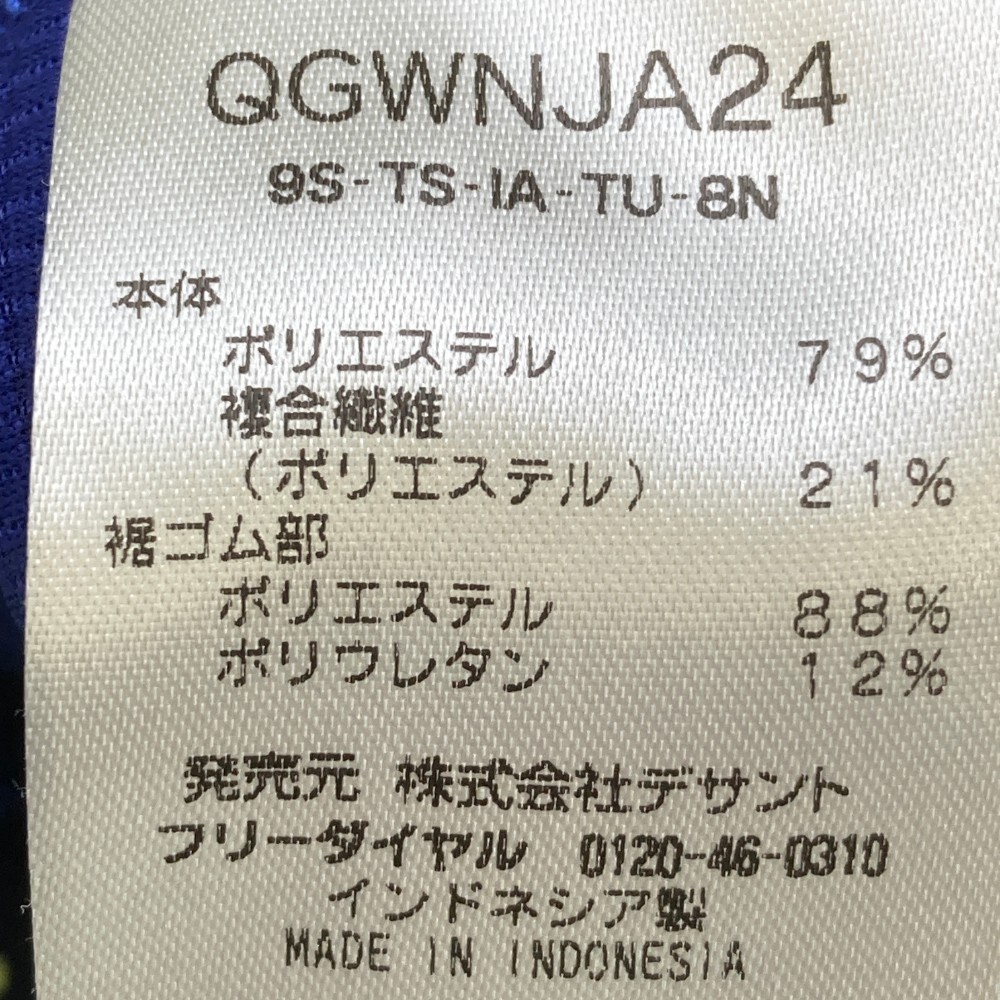 QGWNJA24
9S-TS-IA-TU-8N
本体
ポリエステル 79%
複合繊維
(ポリエステル) 21%
裾ゴム部
ポリエステル 88%
ポリウレタン 12%
発売元 株式会社デサント
フリーダイヤル 0120-46-0310
インドネシア製
MADE IN INDONESIA